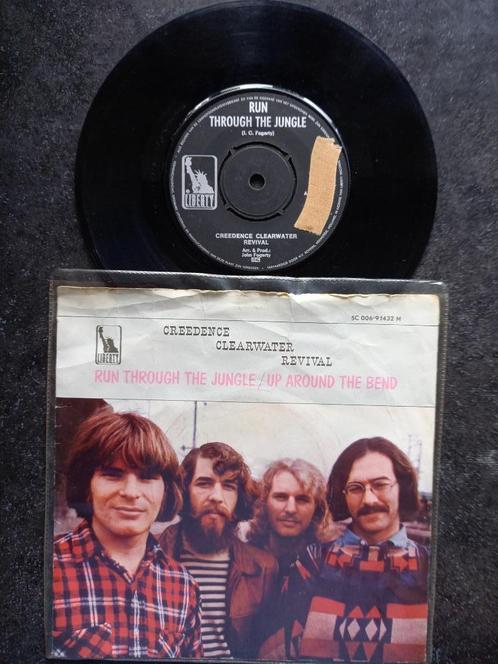 RUN
THROUGH THE JUNGLE
(J. C. Fogerty)
LIBERTY
CREEDENCE CLEARWATER
REVIVAL
Arr. & Prod.:
John Fogerty
5C 006-91432 M
LIBERTY
CREEDENCE
CLEARWATER
REVIVAL
RUN THROUGH THE JUNGLE/UP AROUND THE BEND